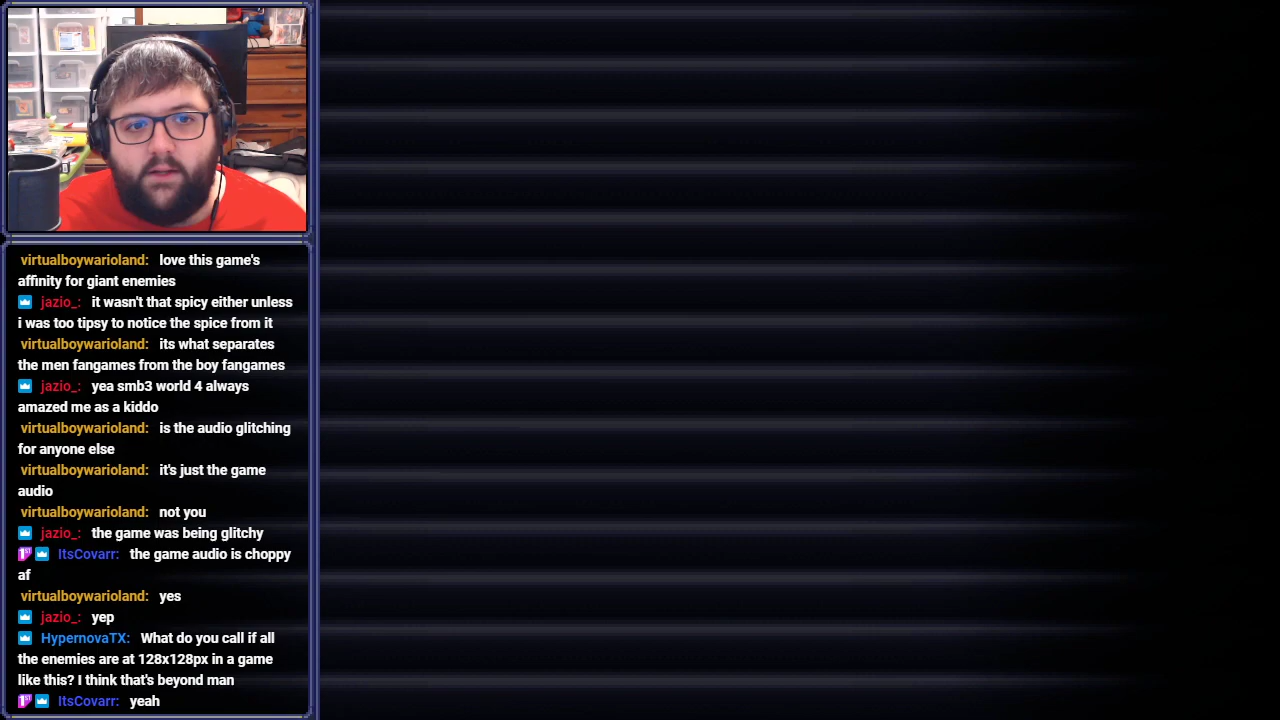 virtualboywarioland: love this game's
affinity for giant enemies
jazio_: it wasn't that spicy either unless
i was too tipsy to notice the spice from it
virtualboywarioland: its what separates
the men fangames from the boy fangames
jazio_: yea smb3 world 4 always
amazed me as a kiddo
virtualboywarioland: is the audio glitching
for anyone else
virtualboywarioland: it's just the game
audio
virtualboywarioland: not you
jazio_: the game was being glitchy
1ST ItsCovarr: the game audio is choppy
af
virtualboywarioland: yes
jazio_: yep
HypernovaTX: What do you call if all
the enemies are at 128x128px in a game
like this? I think that's beyond man
1ST ItsCovarr: yeah